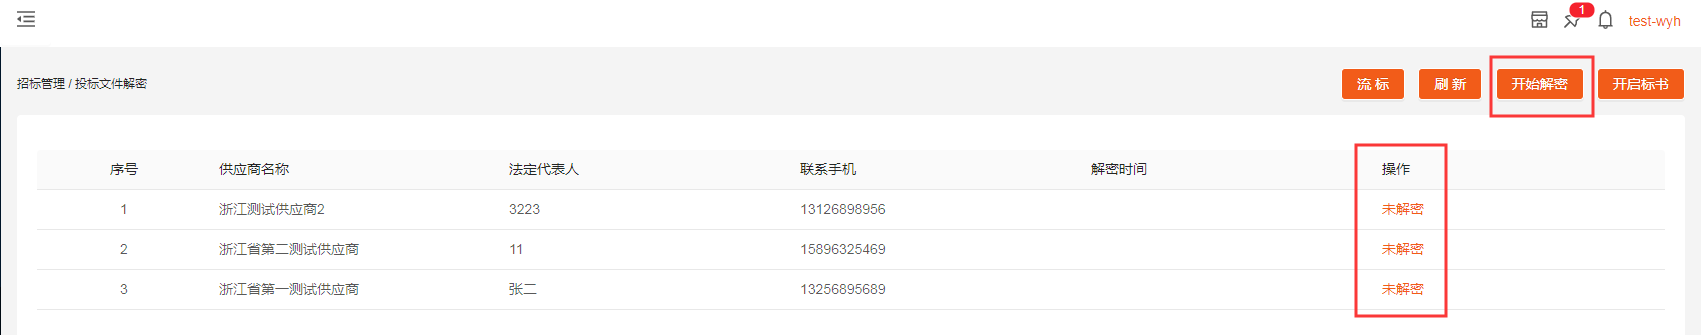 1
test-wyh
招标管理 / 投标文件解密
流 标 刷 新 开始解密 开启标书
序号 供应商名称 法定代表人 联系手机 解密时间 操作
1 浙江测试供应商2 3223 13126898956 未解密
2 浙江省第二测试供应商 11 15896325469 未解密
3 浙江省第一测试供应商 张二 13256895689 未解密